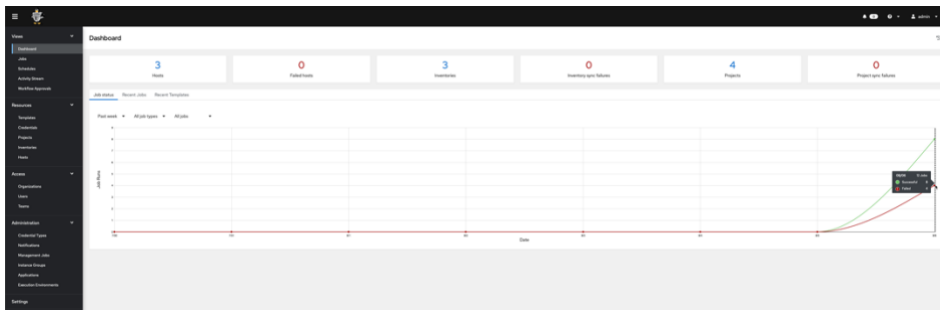 admin
Views
Dashboard
Jobs
Schedules
Activity Stream
Workflow Approvals
Resources
Templates
Credentials
Projects
Inventories
Hosts
Access
Organizations
Users
Teams
Administration
Credential Types
Notifications
Management Jobs
Instance Groups
Applications
Execution Environments
Settings
Dashboard
3
Hosts
0
Failed hosts
3
Inventories
0
Inventory sync failures
4
Projects
0
Project sync failures
Job status Recent Jobs Recent Templates
Past week All job types All jobs
Job Runs
Successful
Failed
Date